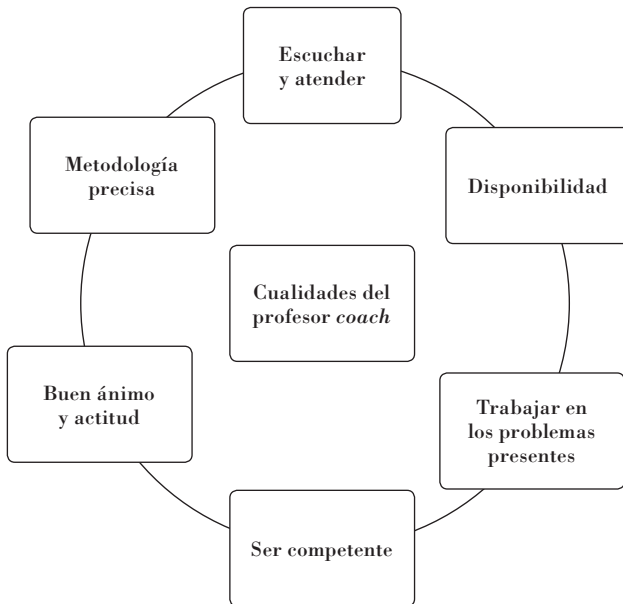 Escuchar
y atender
Metodología
precisa
Disponibilidad
Cualidades del
profesor coach
Buen ánimo
y actitud
Trabajar en
los problemas
presentes
Ser competente